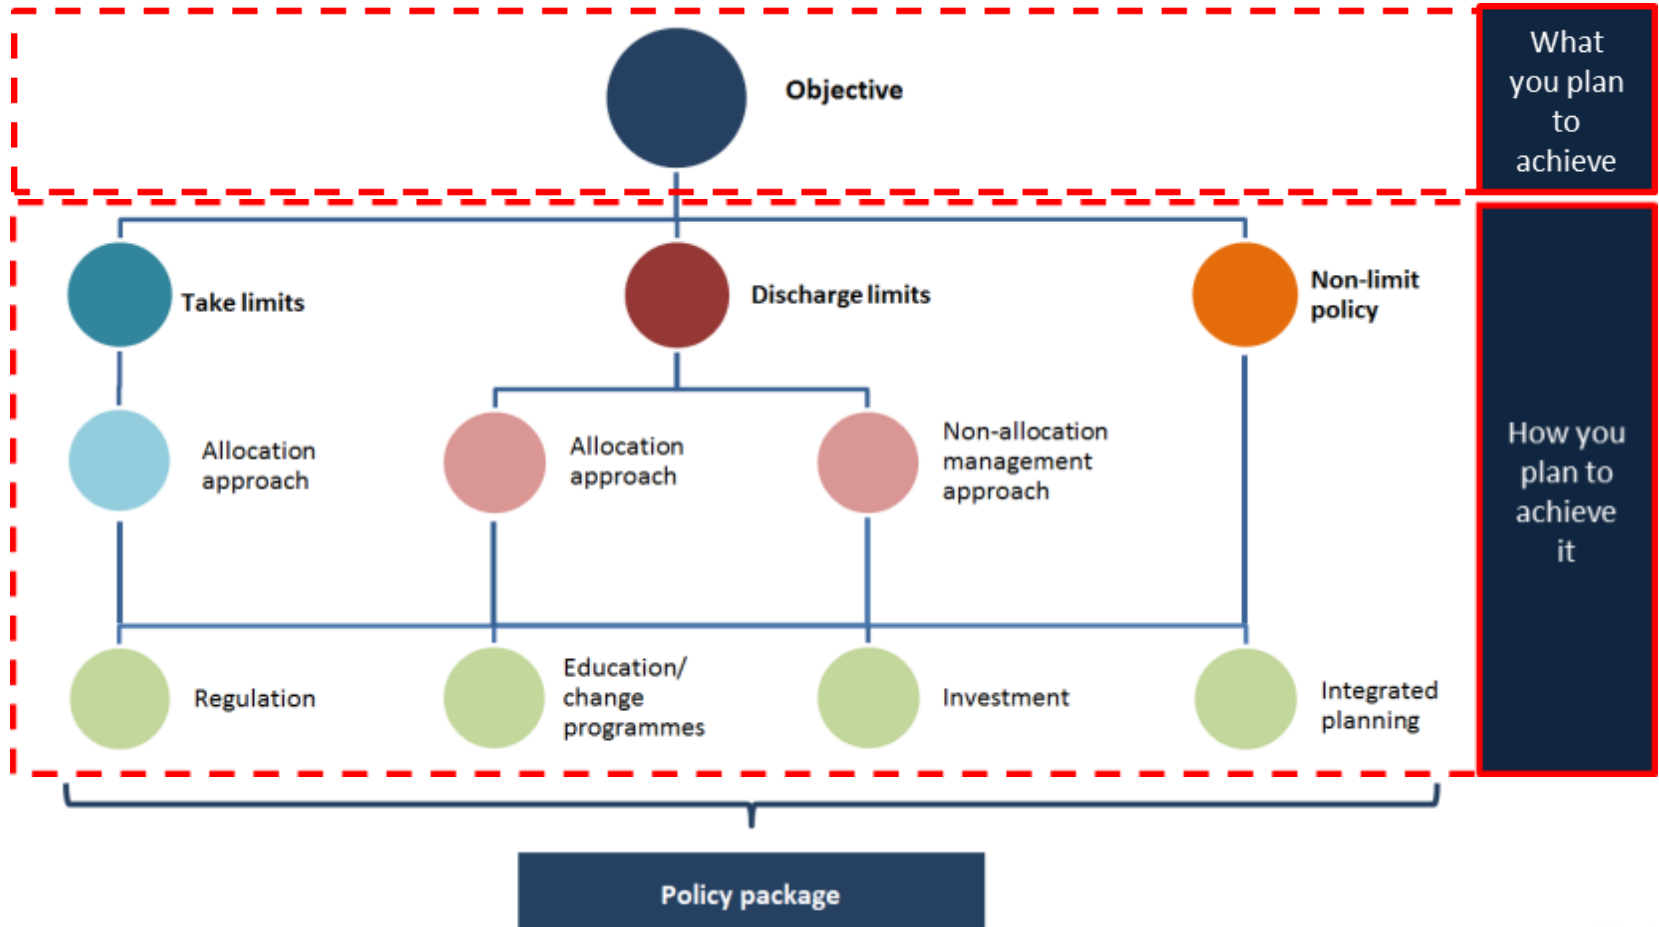 Objective
What
you plan
to
achieve
Take limits
Discharge limits
Non-limit
policy
Allocation
approach
Allocation
approach
Non-allocation
management
approach
How you
plan to
achieve
it
Regulation
Education/
change
programmes
Investment
Integrated
planning
Policy package